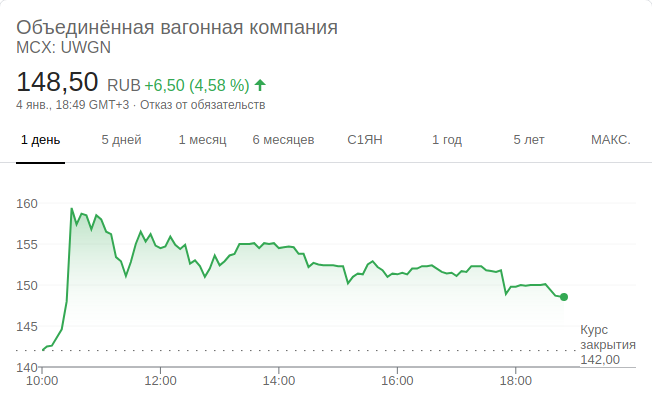 Объединённая вагонная компания
MCX: UWGN
148,50 RUB +6,50 (4,58 %)
4 янв., 18:49 GMT+3 · Отказ от обязательств
1 день 5 дней 1 месяц 6 месяцев С1ЯН 1 год 5 лет МАКС.
160
155
150
145
140
Курс
закрытия
142,00
10:00 12:00 14:00 16:00 18:00